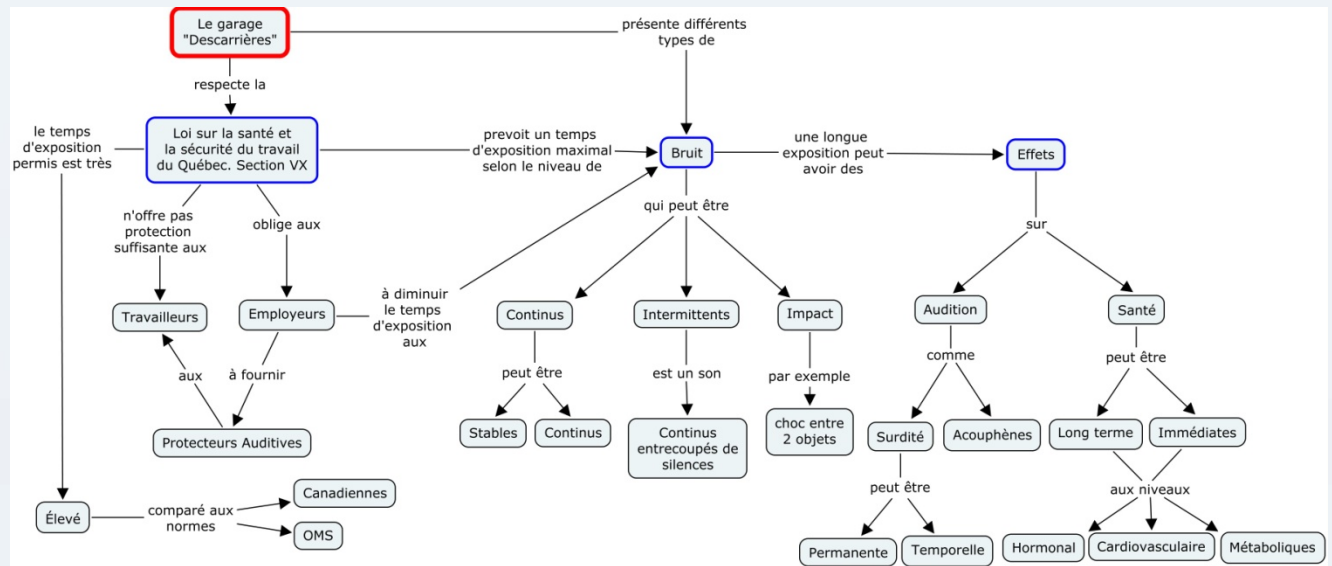 Le garage
"Descarrières"
présente différents
types de
respecte la
le temps
d'exposition
permis est très
Loi sur la santé et
la sécurité du travail
du Québec. Section VX
prevoit un temps
d'exposition maximal
selon le niveau de
Bruit
une longue
exposition peut
avoir des
Effets
n'offre pas
protection
suffisante aux
oblige aux
qui peut être
sur
Travailleurs
Employeurs
à diminuir
le temps
d'exposition
aux
Continus
Intermittents
Impact
Audition
Santé
aux
à fournir
peut être
est un son
par exemple
comme
peut être
Protecteurs Auditives
Stables
Continus
Continus
entrecoupés de
silences
choc entre
2 objets
Surdité
Acouphènes
Long terme
Immédiates
Élevé
comparé aux
normes
Canadiennes
OMS
peut être
aux niveaux
Permanente
Temporelle
Hormonal
Cardiovasculaire
Métaboliques